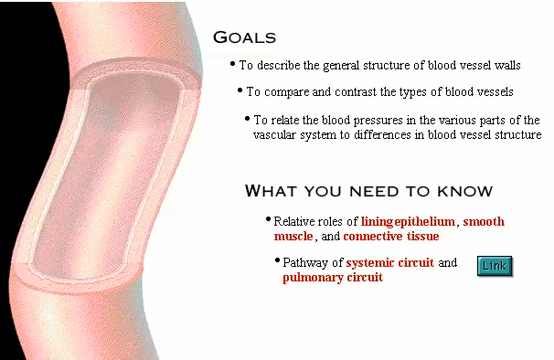 GOALS
• To describe the general structure of blood vessel walls
• To compare and contrast the types of blood vessels
• To relate the blood pressures in the various parts of the
vascular system to differences in blood vessel structure
WHAT YOU NEED TO KNOW
• Relative roles of lining epithelium, smooth
muscle, and connective tissue
• Pathway of systemic circuit and
pulmonary circuit
Link